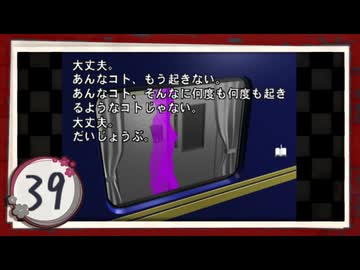 大丈夫。
あんなコト、もう起きない。
あんなコト、そんなに何度も何度も起き
るようなコトじゃない。
大丈夫。
だいじょうぶ。
39